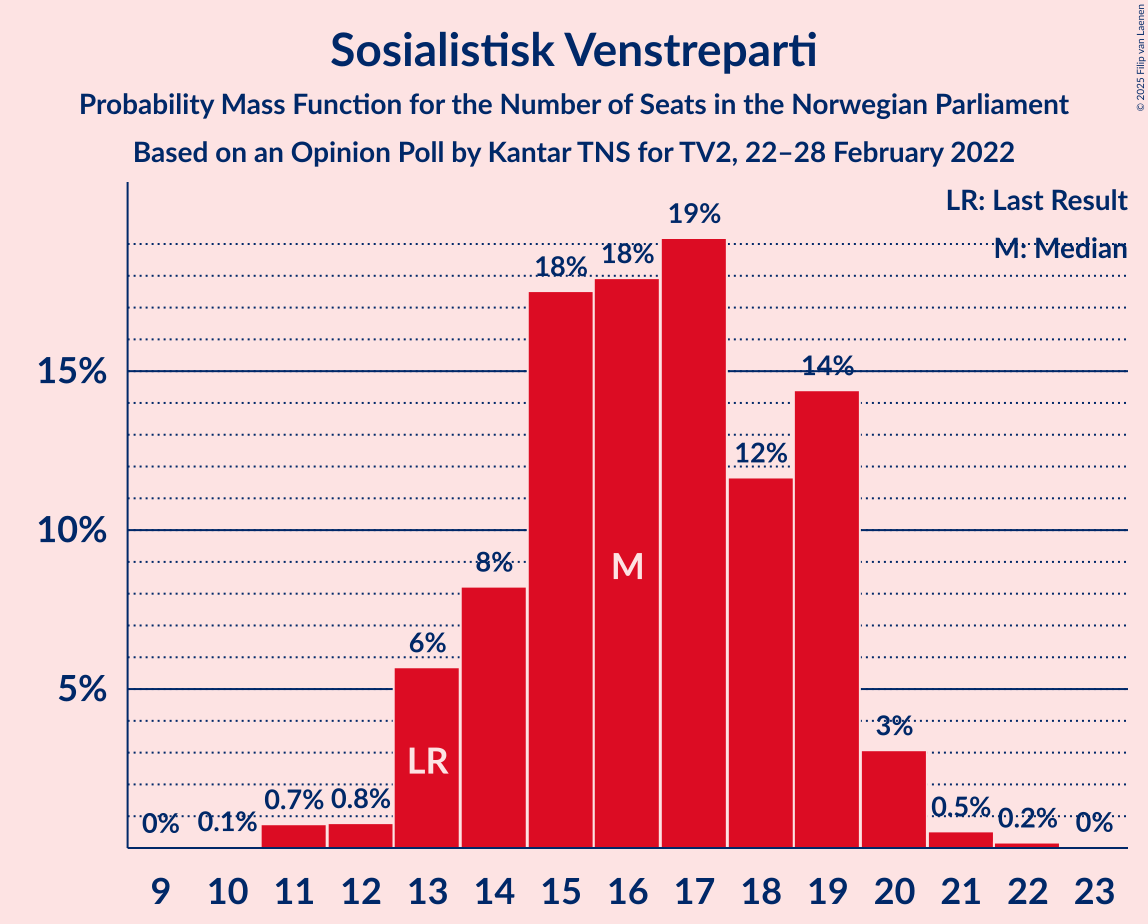 Sosialistisk Venstreparti
Probability Mass Function for the Number of Seats in the Norwegian Parliament
Based on an Opinion Poll by Kantar TNS for TV2, 22–28 February 2022
© 2025 Filip van Laenen
LR: Last Result
M: Median
19%
18%
18%
15%
14%
12%
10%
8%
M
6%
5%
3%
LR
0.7%
0.8%
0.5%
0%
0.1%
0.2%
0%
9 10 11 12 13 14 15 16 17 18 19 20 21 22 23